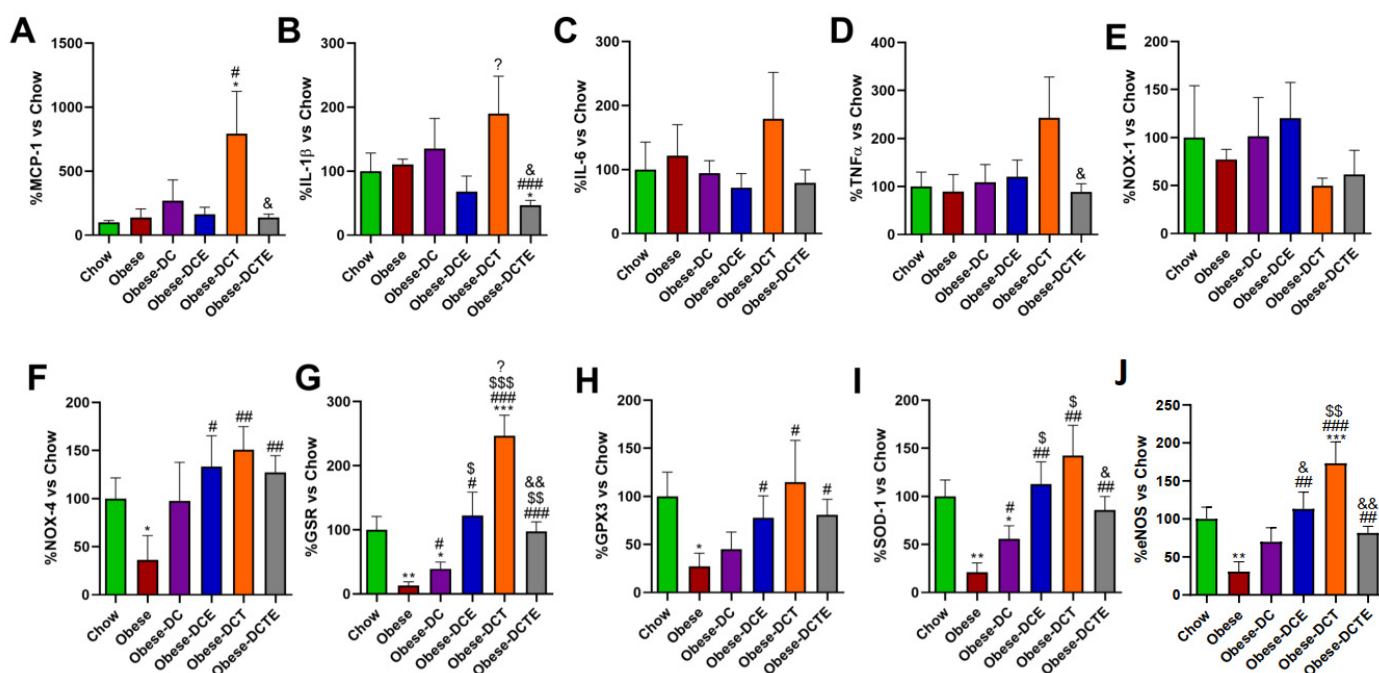 A
%MCP-1 vs Chow
1500
1000
500
0
#
*
&
Chow
Obese
Obese-DC
Obese-DCE
Obese-DCT
Obese-DCTE
B
%IL-1β vs Chow
300
200
100
0
?
&
###
*
Chow
Obese
Obese-DC
Obese-DCE
Obese-DCT
Obese-DCTE
C
%IL-6 vs Chow
300
200
100
0
Chow
Obese
Obese-DC
Obese-DCE
Obese-DCT
Obese-DCTE
D
%TNFα vs Chow
400
300
200
100
0
&
Chow
Obese
Obese-DC
Obese-DCE
Obese-DCT
Obese-DCTE
E
%NOX-1 vs Chow
200
150
100
50
0
Chow
Obese
Obese-DC
Obese-DCE
Obese-DCT
Obese-DCTE
F
%NOX-4 vs Chow
200
150
100
50
0
*
#
##
##
Chow
Obese
Obese-DC
Obese-DCE
Obese-DCT
Obese-DCTE
G
%GSR vs Chow
300
200
100
0
**
#
*
$
#
?
$$$
###
***
&&
$$
###
Chow
Obese
Obese-DC
Obese-DCE
Obese-DCT
Obese-DCTE
H
%GPX3 vs Chow
200
150
100
50
0
*
#
#
#
Chow
Obese
Obese-DC
Obese-DCE
Obese-DCT
Obese-DCTE
I
%SOD-1 vs Chow
200
150
100
50
0
**
#
*
$
##
$
##
&
##
Chow
Obese
Obese-DC
Obese-DCE
Obese-DCT
Obese-DCTE
J
%eNOS vs Chow
250
200
150
100
50
0
**
&
##
$$
###
***
&&
##
Chow
Obese
Obese-DC
Obese-DCE
Obese-DCT
Obese-DCTE